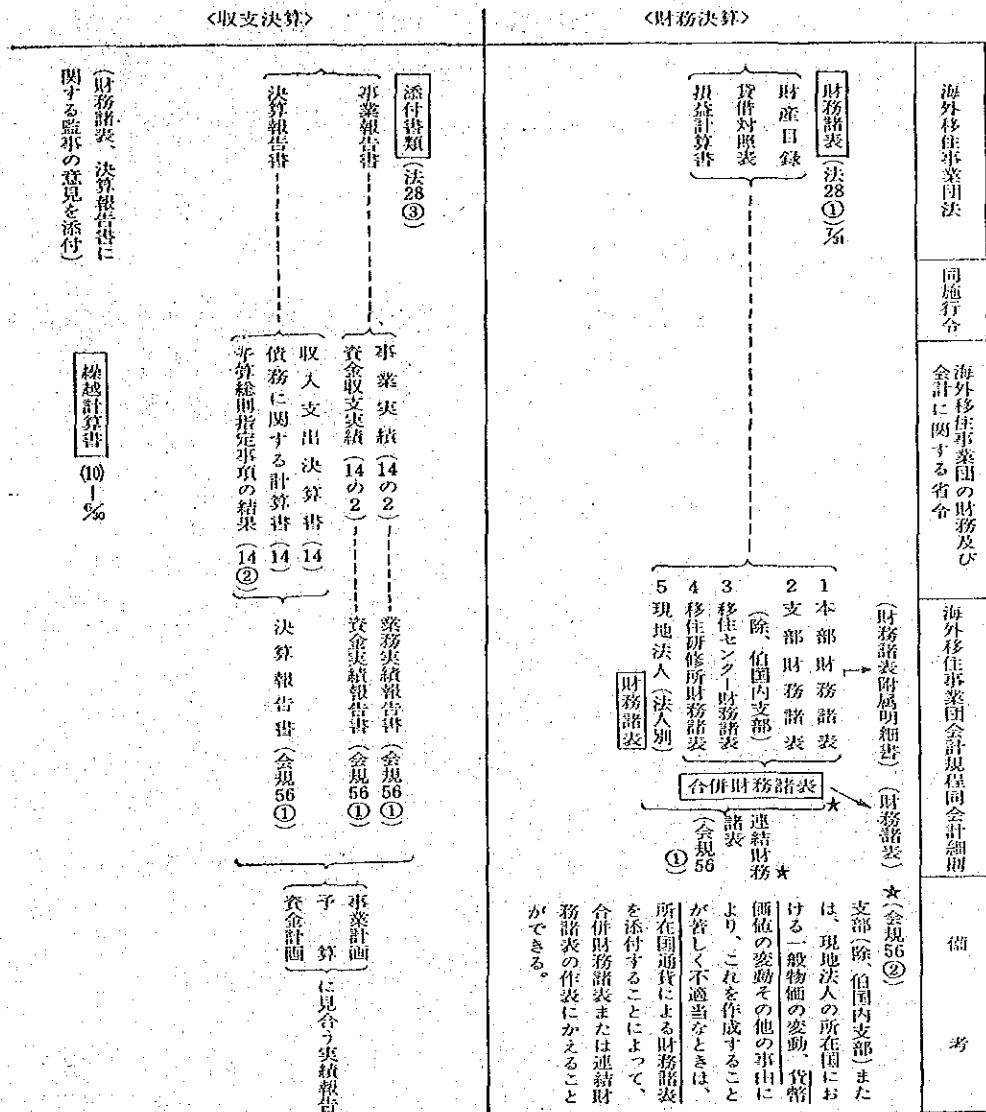 海外移住事業団法
同施行令
海外移住事業団の財務及び
会計に関する省令
海外移住事業団会計規程同会計細則
備考
〈財務決算〉
財務諸表 (法28①) 7/31
財産目録
貸借対照表
損益計算書
(財務諸表附属明細書) (財務諸表)
1 本部財務諸表
2 支部財務諸表
(除、伯国内支部)
3 移住センター財務諸表
4 移住研修所財務諸表
5 現地法人 (法人別)
財務諸表
合併財務諸表 ★
連結財務 ★
諸表
(会規56
①)
★(会規56②)
支部(除、伯国内支部)また
は、現地法人の所在国にお
ける一般物価の変動、貨幣
価値の変動その他の事由に
より、これを作成すること
が著しく不適当なときは、
所在国通貨による財務諸表
を添付することによって、
合併財務諸表または連結財
務諸表の作表にかえること
ができる。
〈収支決算〉
添付書類 (法28③)
事業報告書
決算報告書
事業実績 (14の2)
資金収支実績 (14の2)
収入支出決算書 (14)
債務に関する計算書 (14)
予算総則指定事項の結果 (14②)
業務実績報告書 (会規56①)
資金実績報告書 (会規56①)
決算報告書 (会規56①)
事業計画
予算
資金計画
に見合う実績報告
(財務諸表、決算報告書に
関する監事の意見を添付)
繰越計算書 (10)—6/30